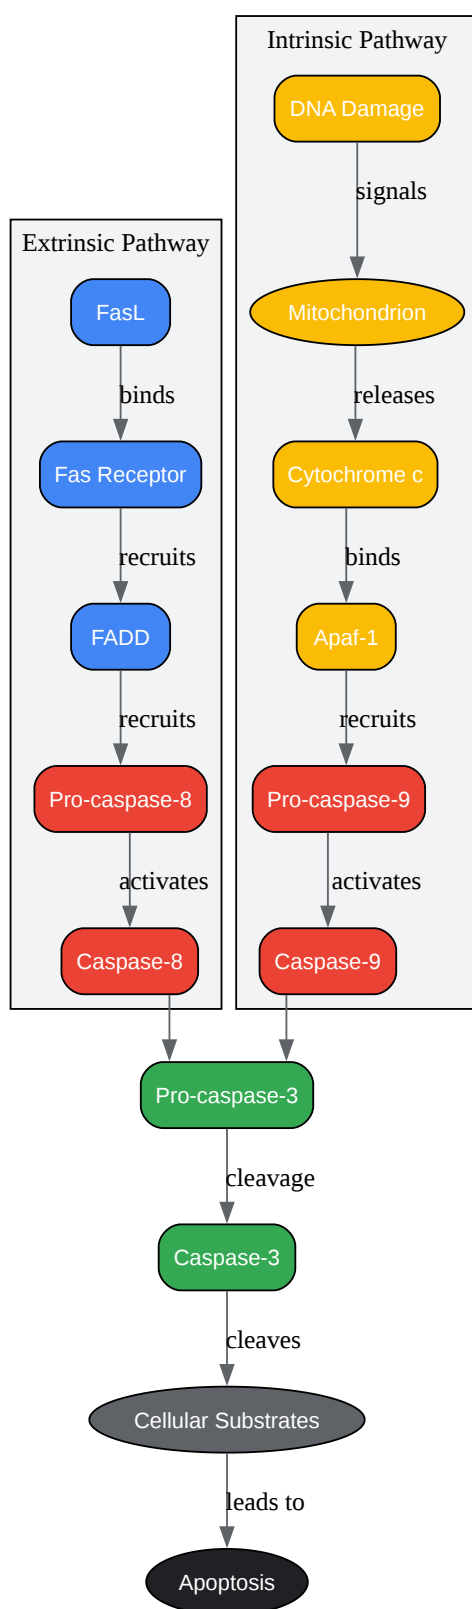 Intrinsic Pathway
DNA Damage
signals
Mitochondrion
releases
Cytochrome c
binds
Apaf-1
recruits
Pro-caspase-9
activates
Caspase-9
Extrinsic Pathway
FasL
binds
Fas Receptor
recruits
FADD
recruits
Pro-caspase-8
activates
Caspase-8
Pro-caspase-3
cleavage
Caspase-3
cleaves
Cellular Substrates
leads to
Apoptosis